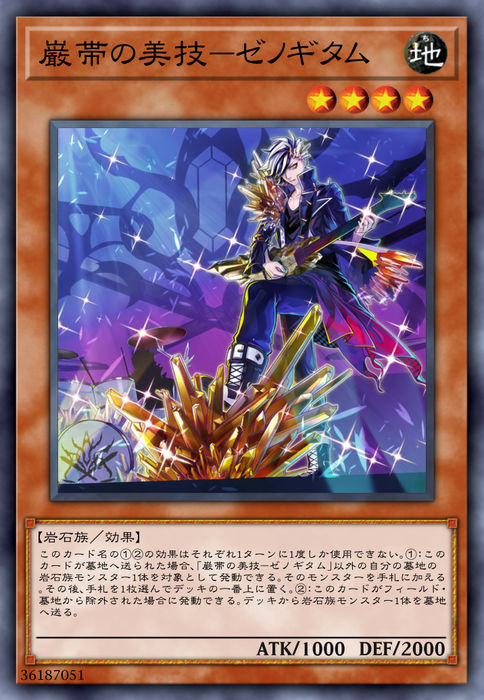 巌帯の美技－ゼノギタム
ち
地
【岩石族／効果】
このカード名の①②の効果はそれぞれ1ターンに1度しか使用できない。①：この
カードが墓地へ送られた場合、「巌帯の美技－ゼノギタム」以外の自分の墓地の
岩石族モンスター1体を対象として発動できる。そのモンスターを手札に加える。
その後、手札を1枚選んでデッキの一番上に置く。②：このカードがフィールド・
墓地から除外された場合に発動できる。デッキから岩石族モンスター1体を墓地
へ送る。
ATK/1000 DEF/2000
36187051